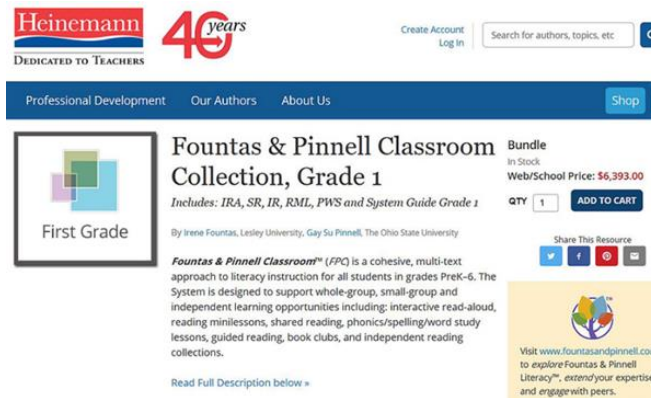 Heinemann
DEDICATED TO TEACHERS
40 years
Create Account
Log In
Search for authors, topics, etc
Professional Development Our Authors About Us Shop
First Grade
Fountas & Pinnell Classroom
Collection, Grade 1
Includes: IRA, SR, IR, RML, PWS and System Guide Grade 1
By Irene Fountas, Lesley University, Gay Su Pinnell, The Ohio State University
Fountas & Pinnell Classroom™ (FPC) is a cohesive, multi-text
approach to literacy instruction for all students in grades PreK–6. The
System is designed to support whole-group, small-group and
independent learning opportunities including: interactive read-aloud,
reading minilessons, shared reading, phonics/spelling/word study
lessons, guided reading, book clubs, and independent reading
collections.
Read Full Description below »
Bundle
In Stock
Web/School Price: $6,393.00
QTY 1 ADD TO CART
Share This Resource
Visit www.fountasandpinnell.co
to explore Fountas & Pinnell
Literacy™, extend your expertise
and engage with peers.